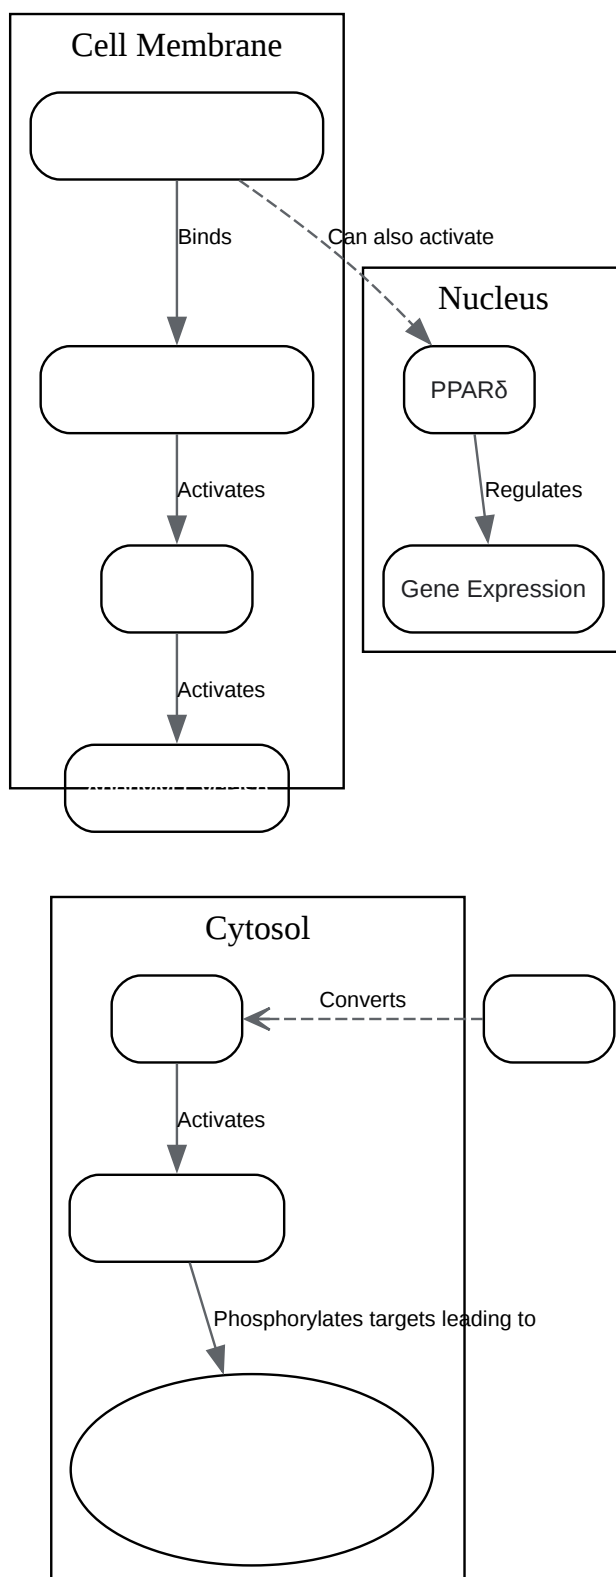 Cell Membrane
Binds
Can also activate
Nucleus
PPARδ
Activates
Regulates
Gene Expression
Activates
Cytosol
Converts
Activates
Phosphorylates targets leading to